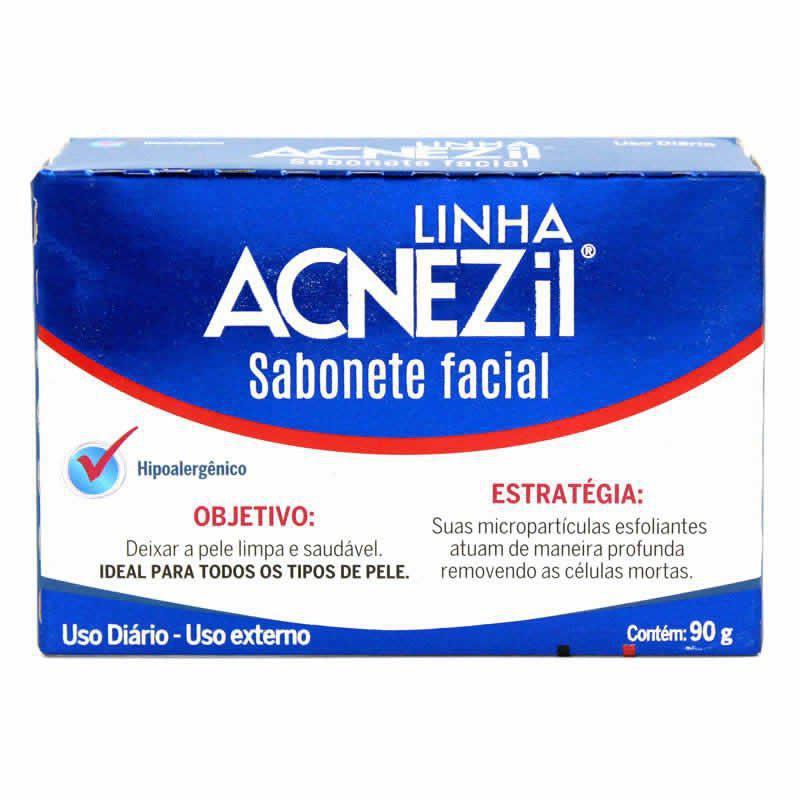 LINHA
ACNEZiL
Sabonete facial
Uso Diário
LINHA
ACNEZiL®
Sabonete facial
Hipoalergênico
OBJETIVO:
Deixar a pele limpa e saudável.
IDEAL PARA TODOS OS TIPOS DE PELE.
ESTRATÉGIA:
Suas micropartículas esfoliantes
atuam de maneira profunda
removendo as células mortas.
Uso Diário - Uso externo
Contém: 90 g